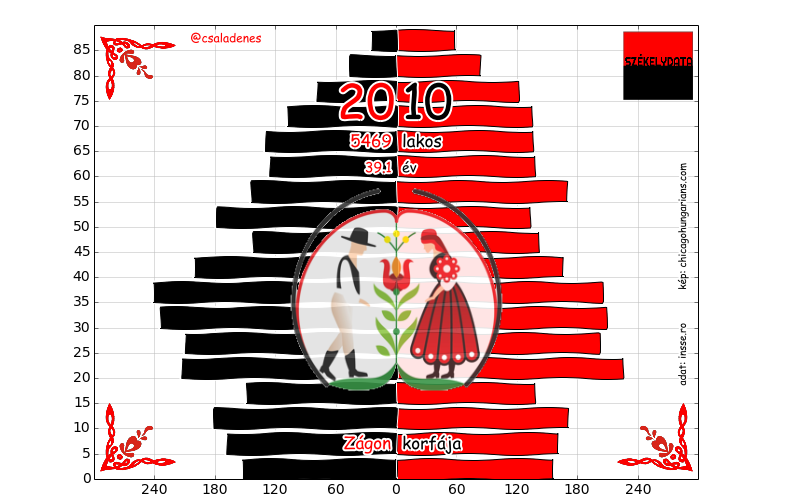 @csaladenes
SZÉKELYDATA
2010
5469 lakos
39.1 év
Zágon korfája
kép: chicagohungarians.com
adat: insse.ro
85
80
75
70
65
60
55
50
45
40
35
30
25
20
15
10
5
0
240 180 120 60 0 60 120 180 240